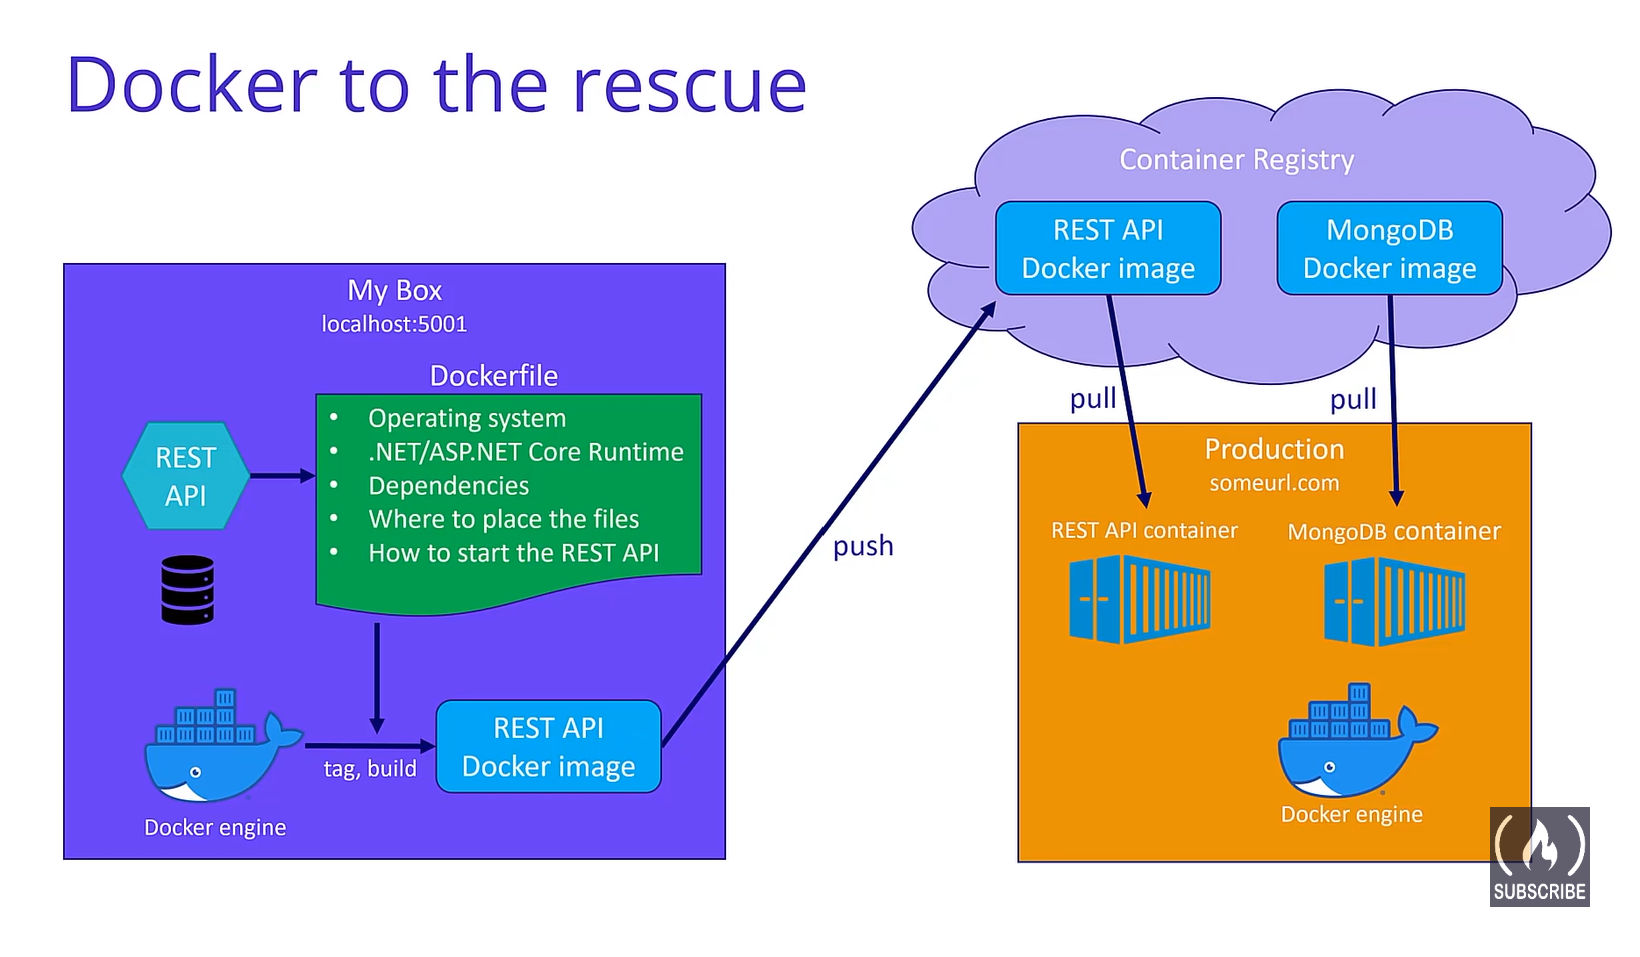 Docker to the rescue
Container Registry
REST API
Docker image
MongoDB
Docker image
My Box
localhost:5001
Dockerfile
• Operating system
• .NET/ASP.NET Core Runtime
• Dependencies
• Where to place the files
• How to start the REST API
REST
API
tag, build
REST API
Docker image
Docker engine
push
pull
pull
Production
someurl.com
REST API container
MongoDB container
Docker engine
SUBSCRIBE